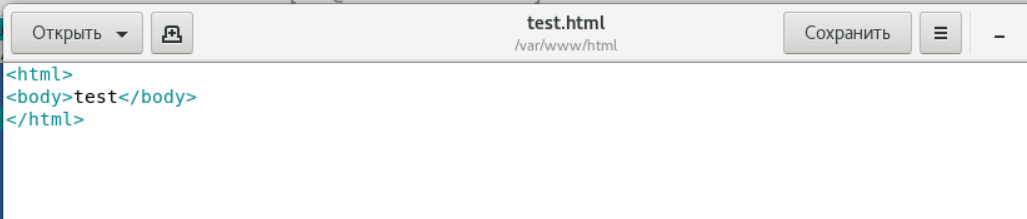 Открыть
test.html
/var/www/html
Сохранить
<html>
<body>test</body>
</html>